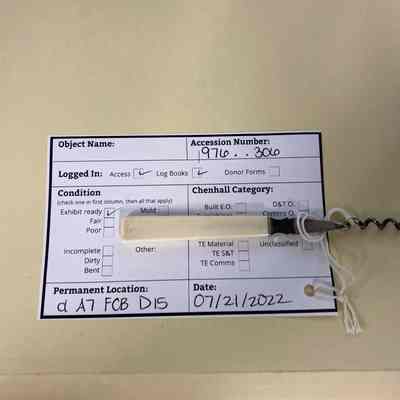 Object Name: Accession Number:
1976..306
Logged In: Access Log Books Donor Forms
Condition Chenhall Category:
(check one in first column, then all that apply)
Exhibit ready Mold Built E.O. D&T O.
Fair
Poor
TE Material Unclassified
Incomplete Other: TE S&T
Dirty TE Comms
Bent
Permanent Location: Date:
d A7 FCB D15 07/21/2022